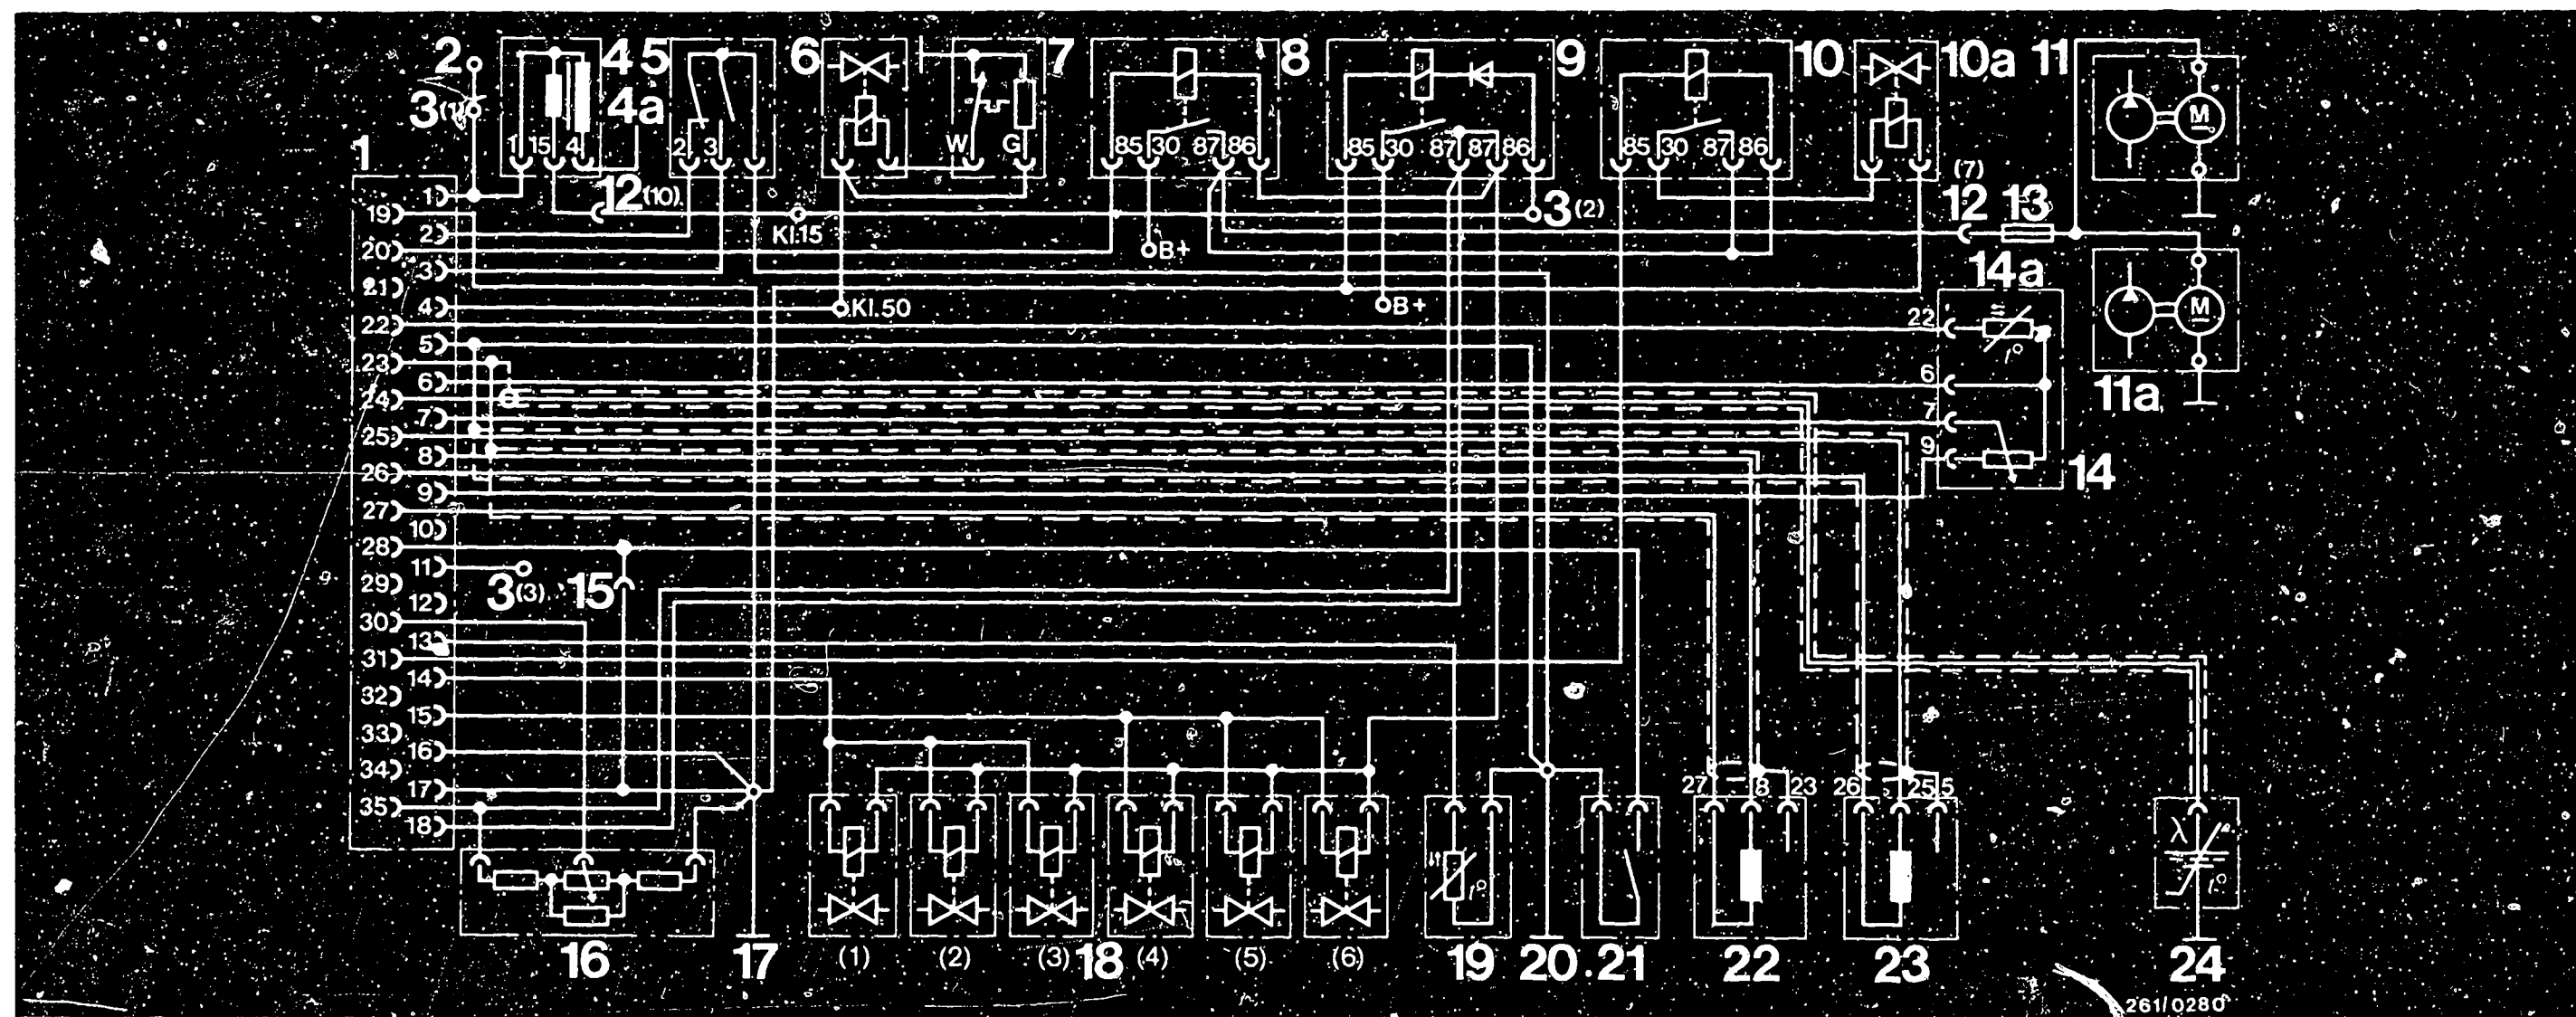 2 4 5 6 7 8 9 10 10a 11
3(1) 4a
1
1 15 4 2 3 W G 85 30 87 86 85 30 87 87 86 85 30 87 86
12(10) 3(2) 12(7) 13
Kl.15
B+
14a
Kl.50 B+
1
19
2
20
3
21
4
22
5
23
6
24
7
25
8
26
9
27
10
28
11
29
12
30
13
31
14
32
15
33
16
34
17
35
18
22 t°
6
7
9
14
M
M
11a
3(3) 15
27 8 23 26 25 5
t° λ t°
(1) (2) (3) (4) (5) (6)
16 17 18 19 20 21 22 23 24
261/0280